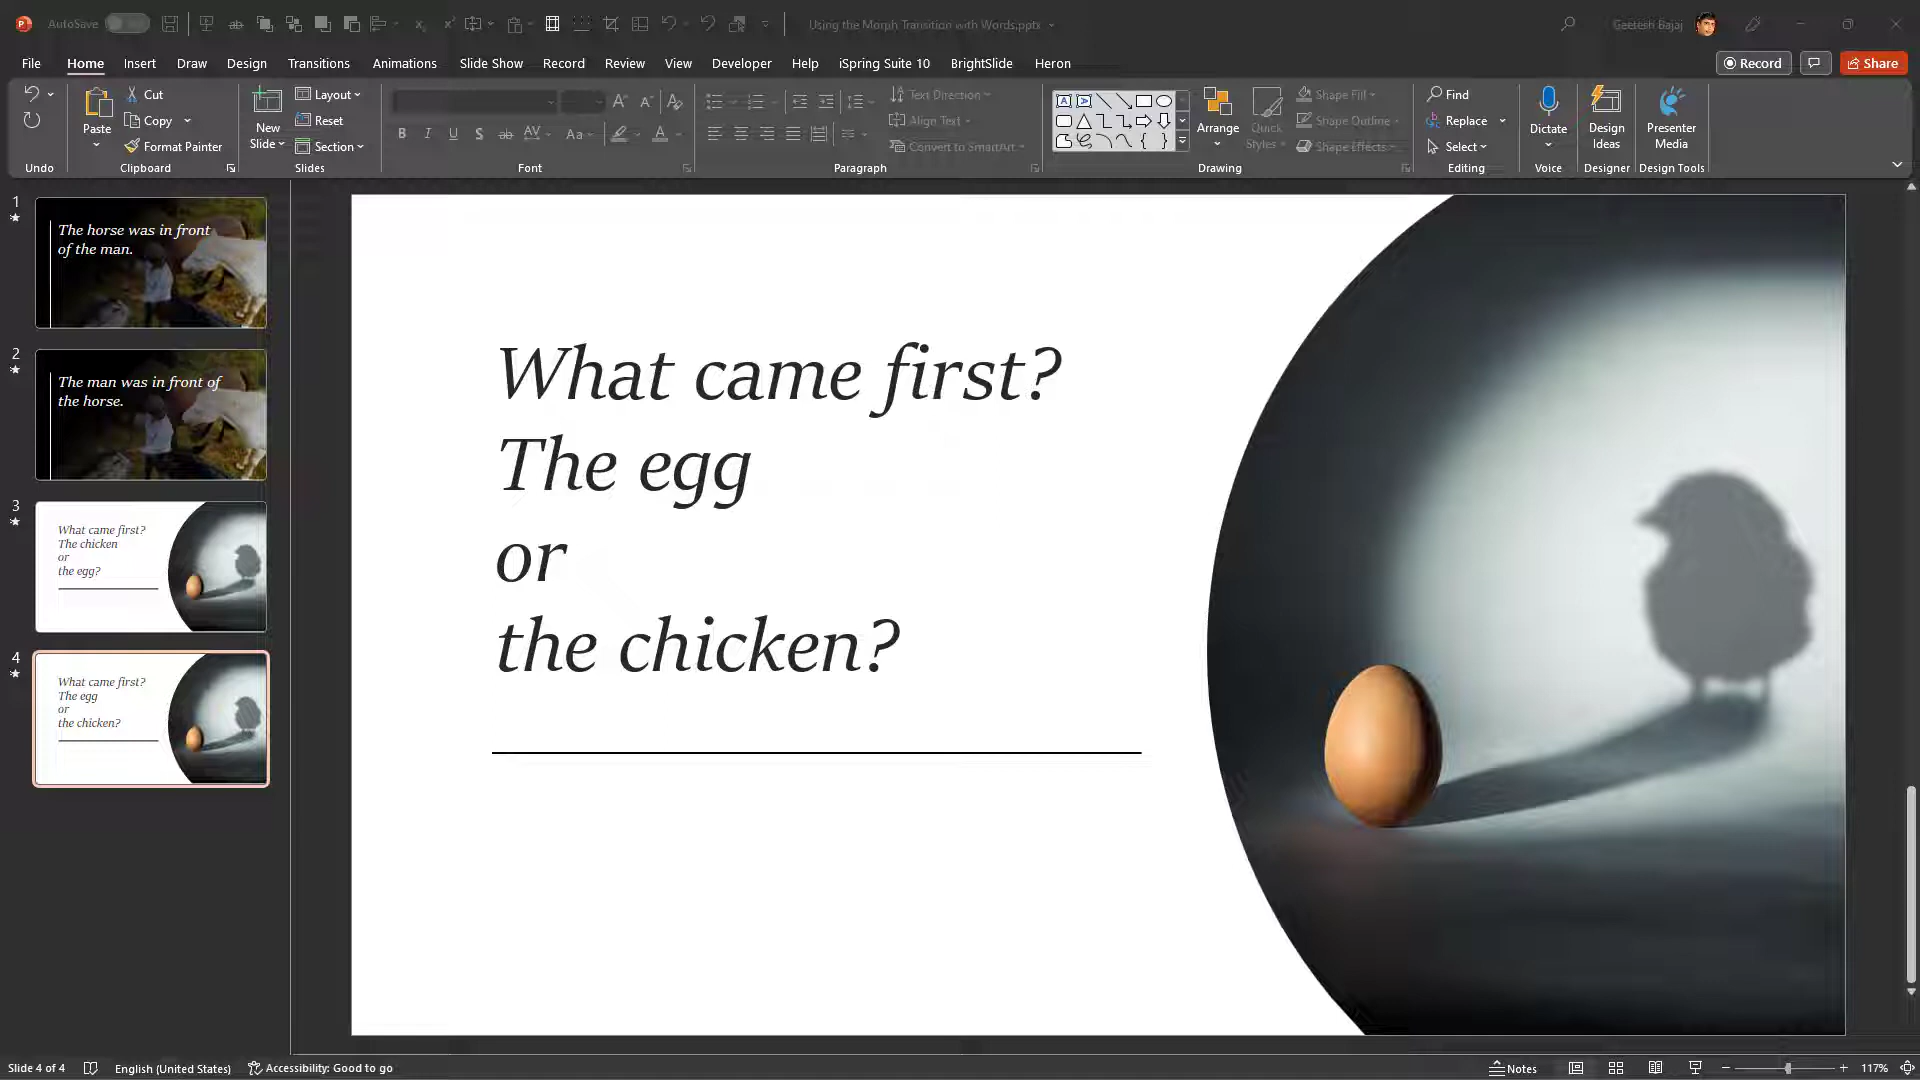 AutoSave
Using the Morph Transition with Words.pptx
Geetesh Bajaj
File
Home
Insert
Draw
Design
Transitions
Animations
Slide Show
Record
Review
View
Developer
Help
iSpring Suite 10
BrightSlide
Heron
Record
Share
Undo
Paste
Cut
Copy
Format Painter
Clipboard
New
Slide
Layout
Reset
Section
Slides
Font
Text Direction
Align Text
Convert to SmartArt
Paragraph
Arrange
Quick
Styles
Shape Fill
Shape Outline
Shape Effects
Drawing
Find
Replace
Select
Editing
Dictate
Voice
Design
Ideas
Designer
Presenter
Media
Design Tools
1
The horse was in front
of the man.
2
The man was in front of
the horse.
3
What came first?
The chicken
or
the egg?
4
What came first?
The egg
or
the chicken?
What came first?
The egg
or
the chicken?
Slide 4 of 4
English (United States)
Accessibility: Good to go
Notes
117%